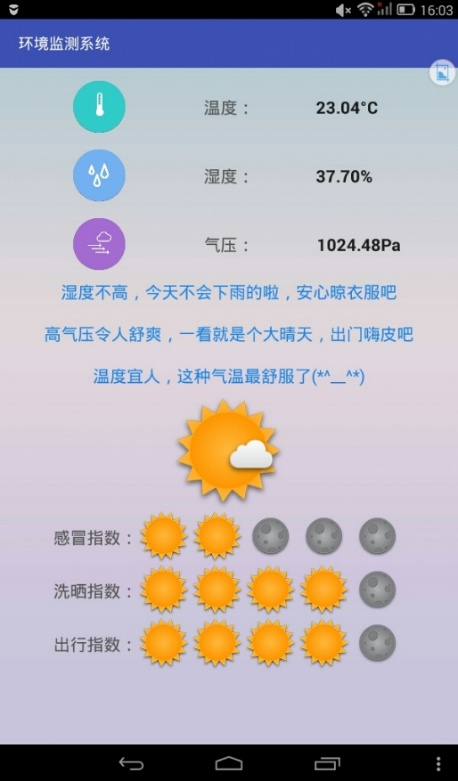 16:03
环境监测系统
温度： 23.04°C
湿度： 37.70%
气压： 1024.48Pa
湿度不高，今天不会下雨的啦，安心晾衣服吧
高气压令人舒爽，一看就是个大晴天，出门嗨皮吧
温度宜人，这种气温最舒服了(*^__^*)
感冒指数：
洗晒指数：
出行指数：